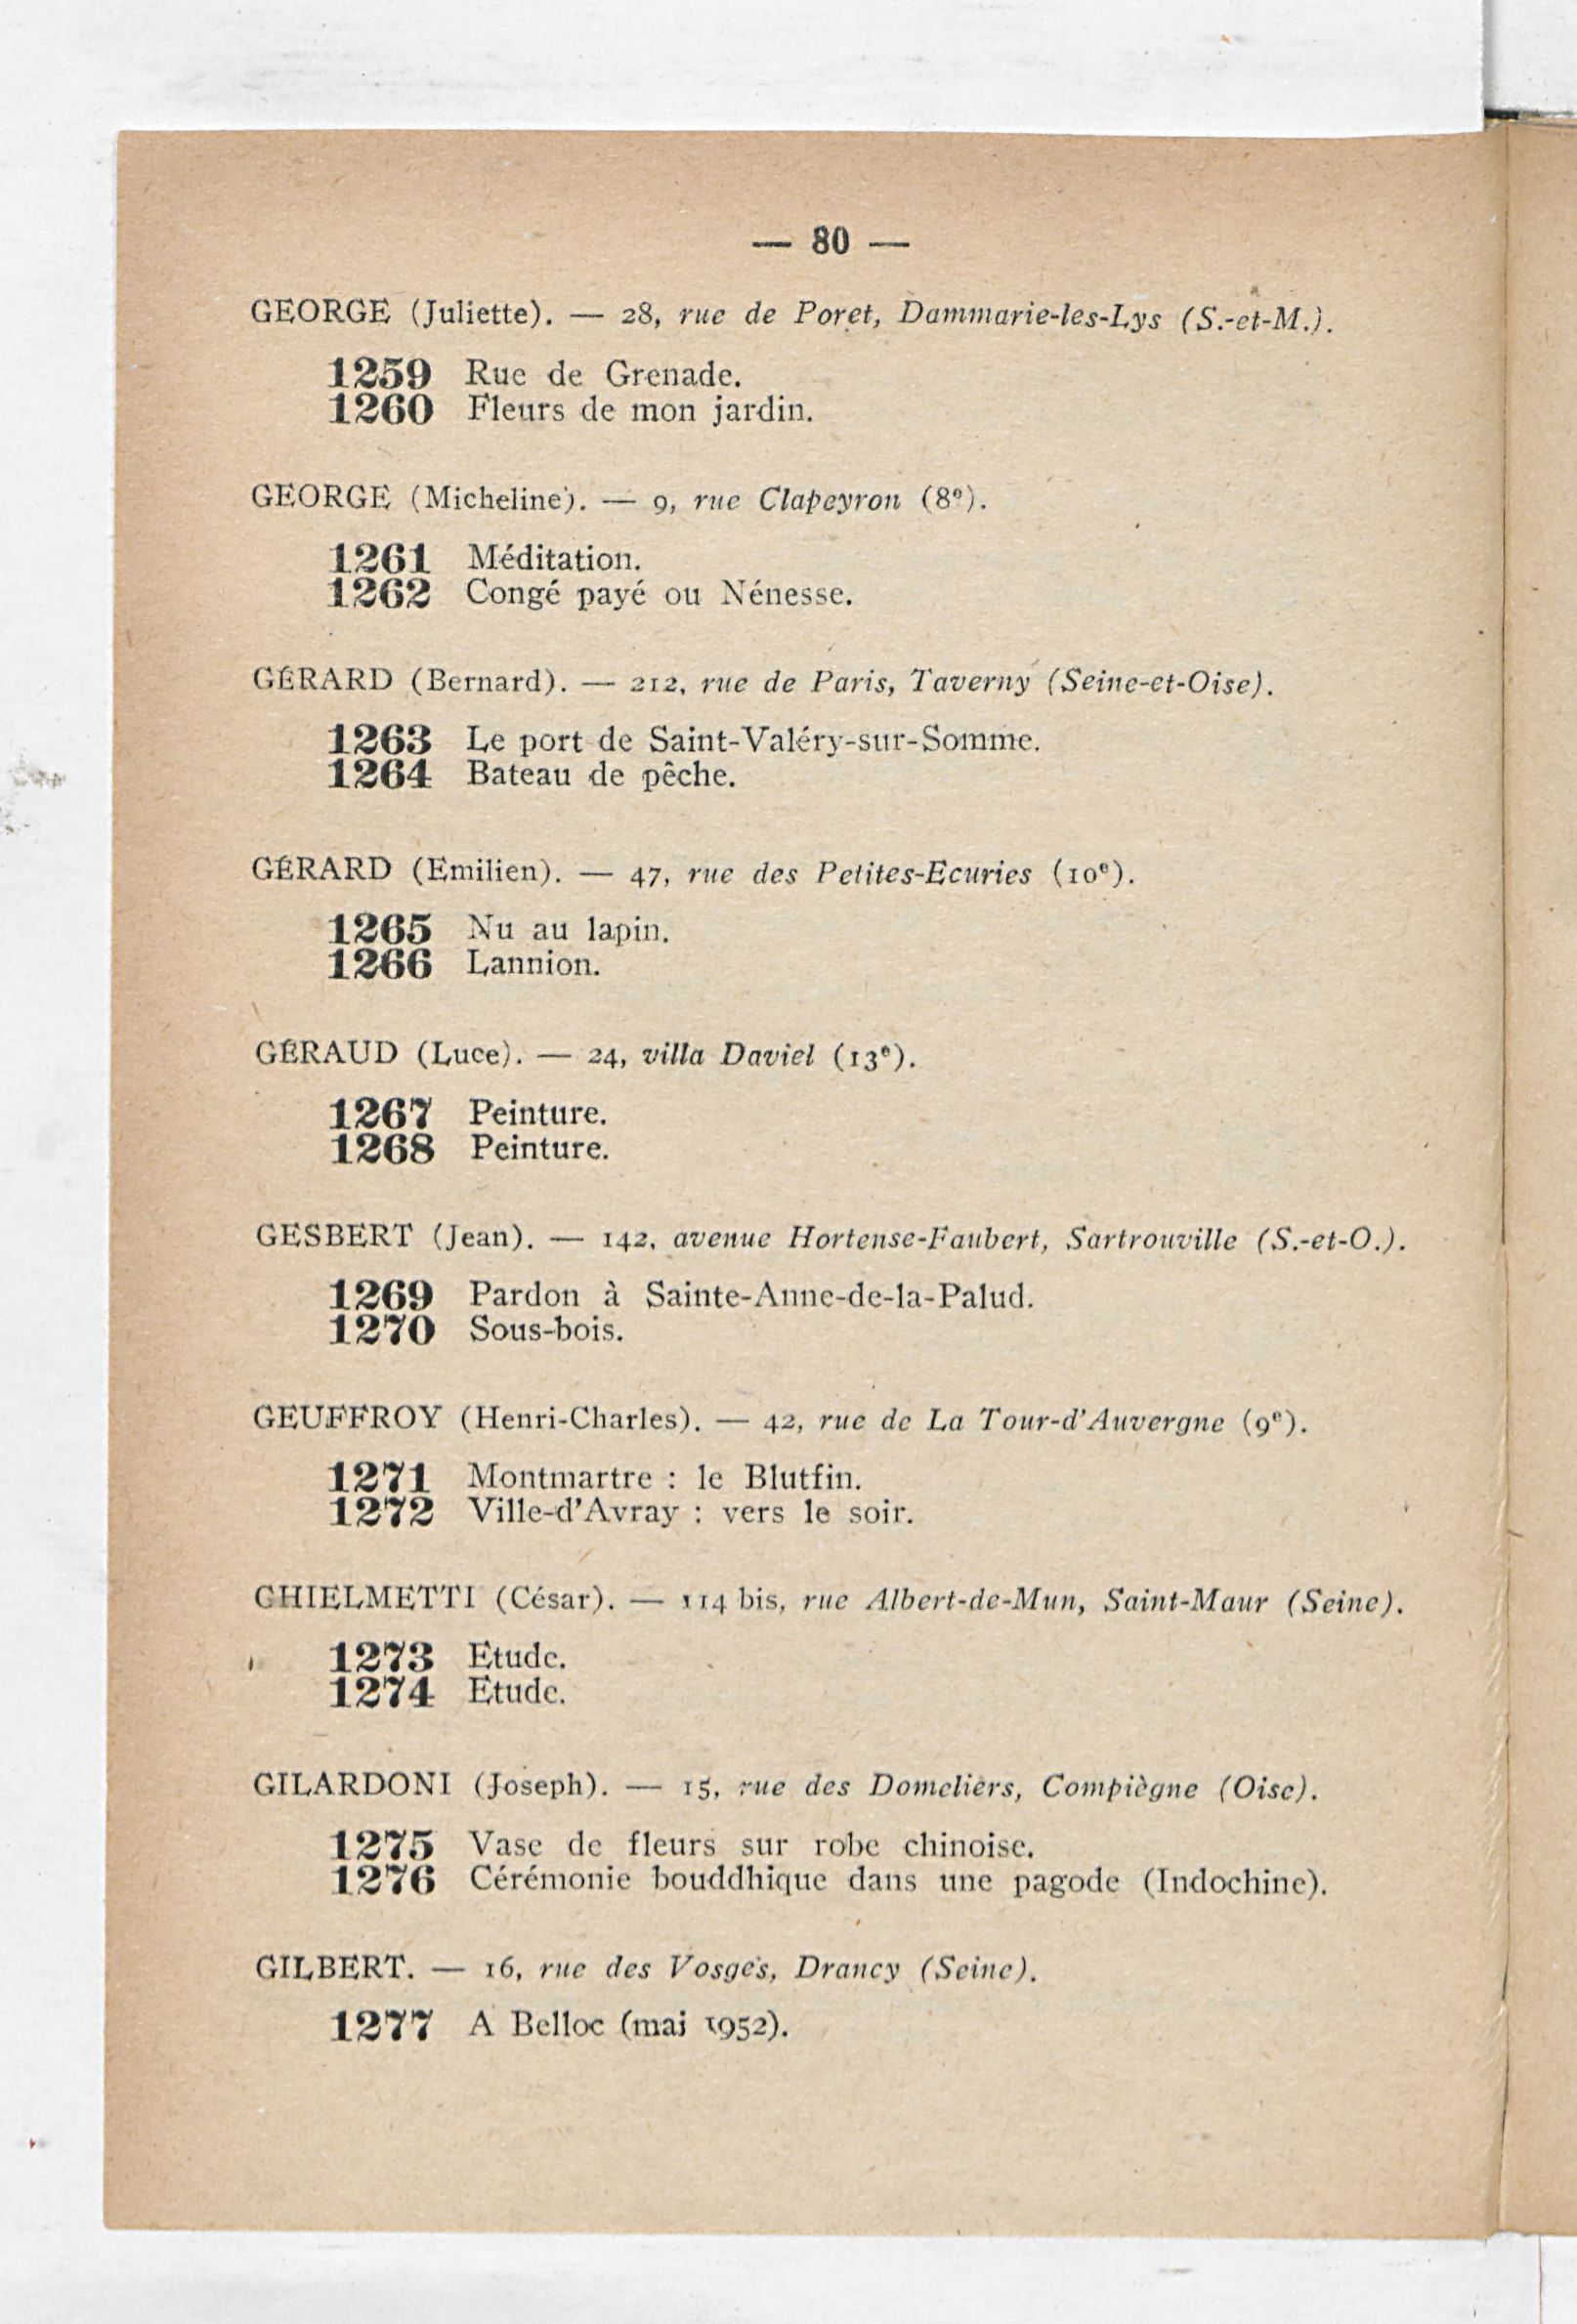 — 80 —
GEORGE (Juliette). — 28, rue de Poret, Dammarie-les-Lys (S.-et-M.).
1259 Rue de Grenade.
1260 Fleurs de mon jardin.
GEORGE (Micheline). — 9, rue Clapeyron (8e).
1261 Méditation.
1262 Congé payé ou Nénesse.
GÉRARD (Bernard). — 212, rue de Paris, Taverny (Seine-et-Oise).
1263 Le port de Saint-Valéry-sur-Somme.
1264 Bateau de pêche.
GÉRARD (Emilien). — 47, rue des Petites-Ecuries (10e).
1265 Nu au lapin.
1266 Lannion.
GÉRAUD (Luce). — 24, villa Daviel (13e).
1267 Peinture.
1268 Peinture.
GESBERT (Jean). — 142, avenue Hortense-Faubert, Sartrouville (S.-et-O.).
1269 Pardon à Sainte-Anne-de-la-Palud.
1270 Sous-bois.
GEUFFROY (Henri-Charles). — 42, rue de La Tour-d'Auvergne (9e).
1271 Montmartre : le Blutfin.
1272 Ville-d'Avray : vers le soir.
GHIELMETTI (César). — 114 bis, rue Albert-de-Mun, Saint-Maur (Seine).
1273 Etude.
1274 Etude.
GILARDONI (Joseph). — 15, rue des Domeliers, Compiègne (Oise).
1275 Vase de fleurs sur robe chinoise.
1276 Cérémonie bouddhique dans une pagode (Indochine).
GILBERT. — 16, rue des Vosges, Drancy (Seine).
1277 A Belloc (mai 1952).